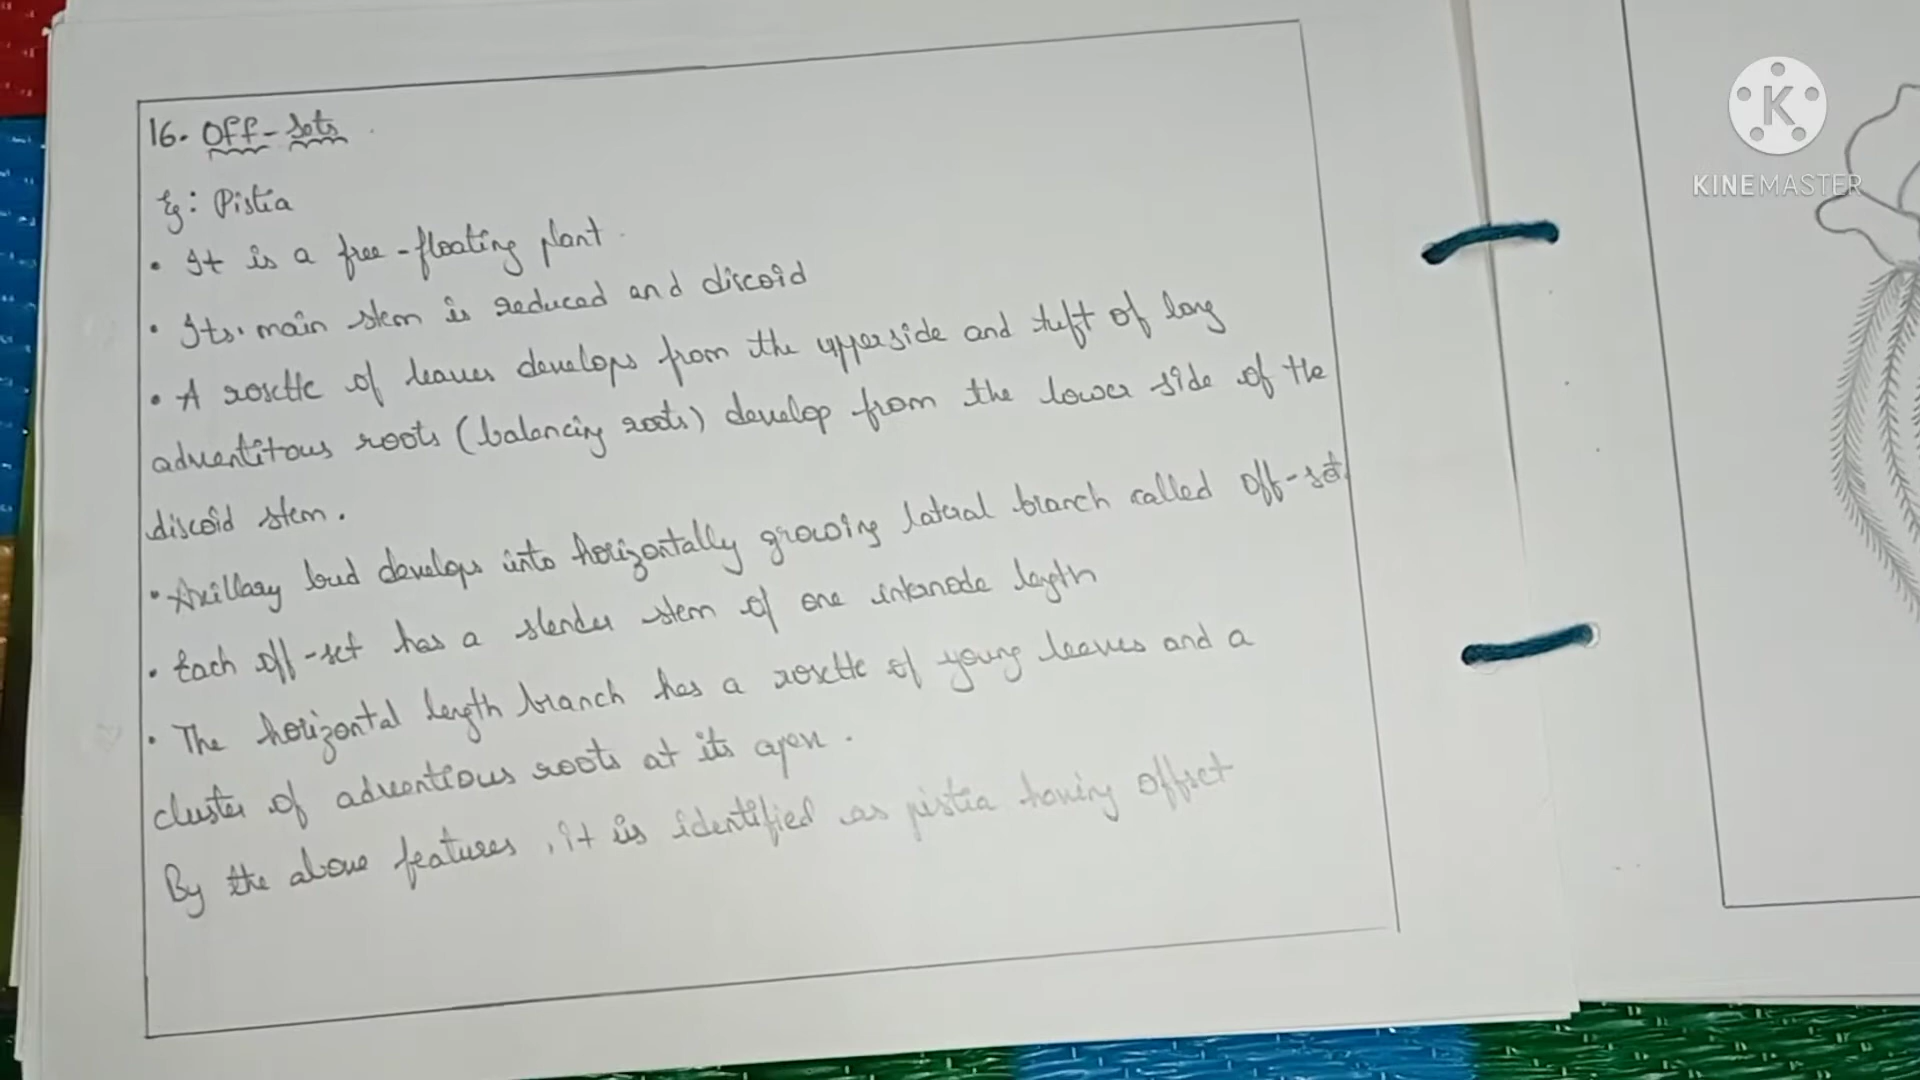 16. Off-Sets
Eg: Pistia
• It is a free-floating plant
• Its main stem is reduced and discoid
• A rosette of leaves develops from the upperside and tuft of long
adventitous roots (balancing roots) develop from the lower side of the
discoid stem.
• Axillary bud develops into horizontally growing lateral branch called off-set
• Each off-set has a slender stem of one internode length
• The horizontal length branch has a rosette of young leaves and a
cluster of adventious roots at its apex.
By the above features, it is identified as pistia having offset
K
KINEMASTER